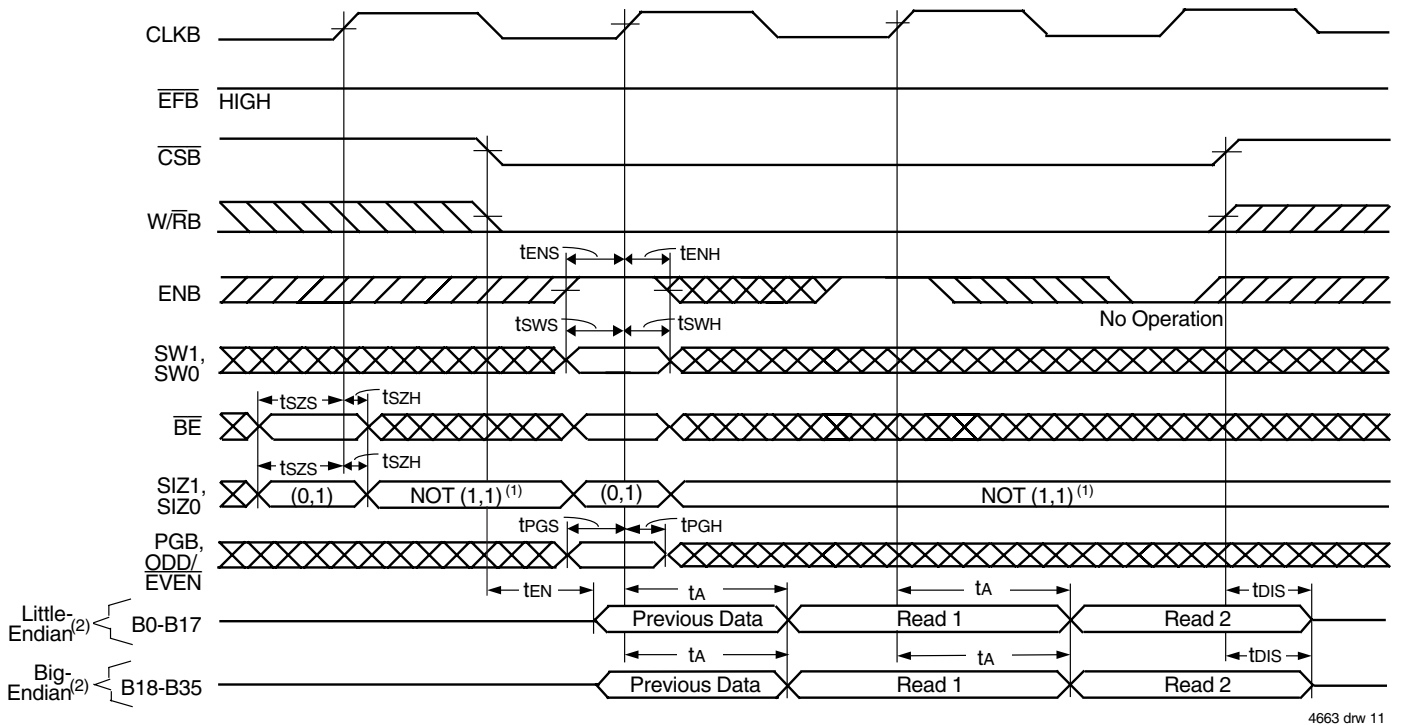 CLKB
EFB HIGH
CSB
W/RB
tENS tENH
ENB
No Operation
tSWS tSWH
SW1,
SW0
tSZS tSZH
BE
tSZS tSZH
SIZ1,
SIZ0
(0,1) NOT (1,1) (1) (0,1) NOT (1,1) (1)
tPGS tPGH
PGB,
ODD/
EVEN
tEN tA tA tDIS
Little-
Endian(2) B0-B17 Previous Data Read 1 Read 2
tA tA tDIS
Big-
Endian(2) B18-B35 Previous Data Read 1 Read 2
4663 drw 11